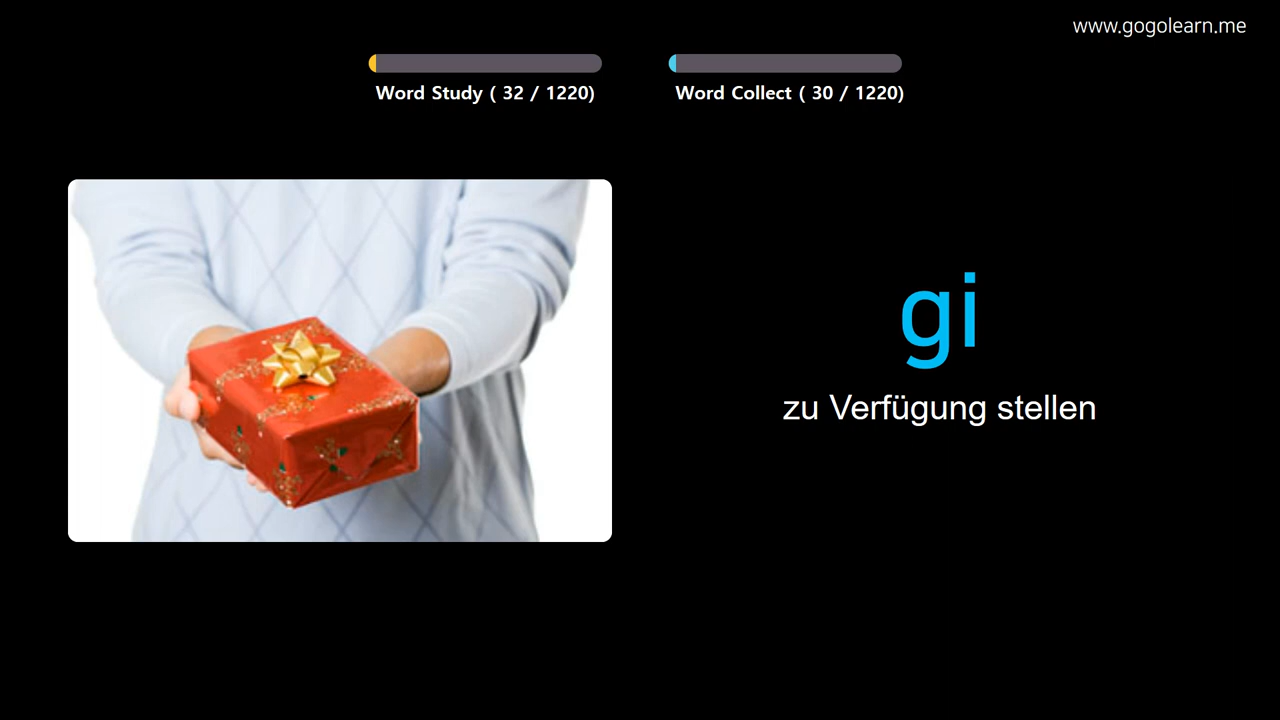 www.gogolearn.me
Word Study ( 32 / 1220)
Word Collect ( 30 / 1220)
gi
zu Verfügung stellen